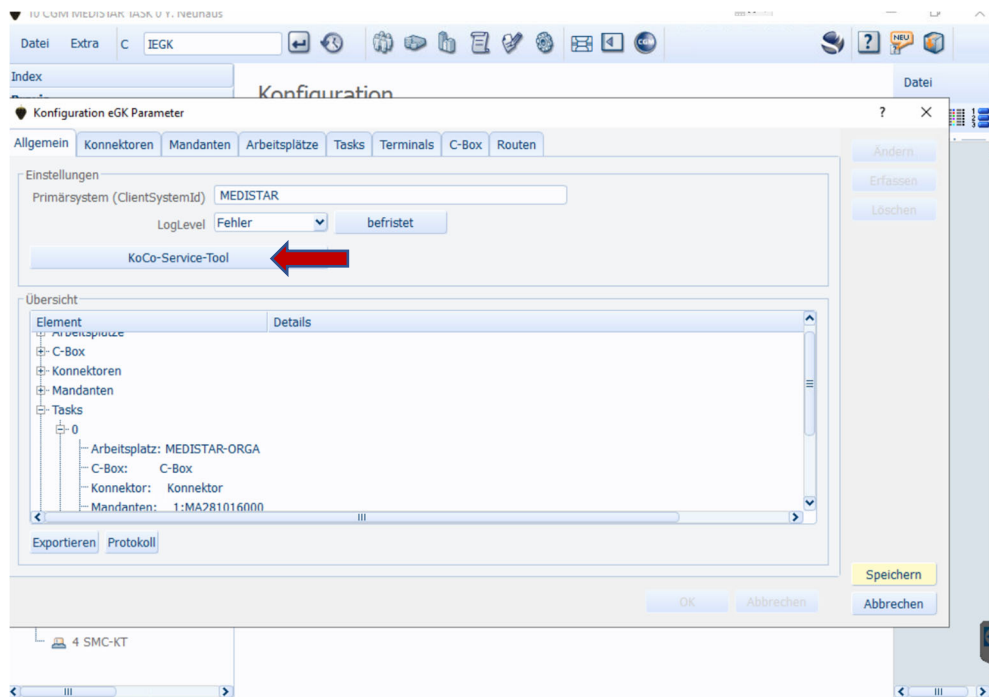 10 CGM MEDISTAR TASK 0 Y. Neuhaus
Datei Extra C IEGK
NEU
CGM
Index
Konfiguration
Datei
Konfiguration eGK Parameter
Allgemein Konnektoren Mandanten Arbeitsplätze Tasks Terminals C-Box Routen
Ändern
Erfassen
Löschen
Einstellungen
Primärsystem (ClientSystemId) MEDISTAR
LogLevel Fehler befristet
KoCo-Service-Tool
Übersicht
Element Details
Arbeitsplätze
C-Box
Konnektoren
Mandanten
Tasks
0
Arbeitsplatz: MEDISTAR-ORGA
C-Box: C-Box
Konnektor: Konnektor
Mandanten: 1:MA281016000
Exportieren Protokoll
Speichern
OK Abbrechen Abbrechen
4 SMC-KT